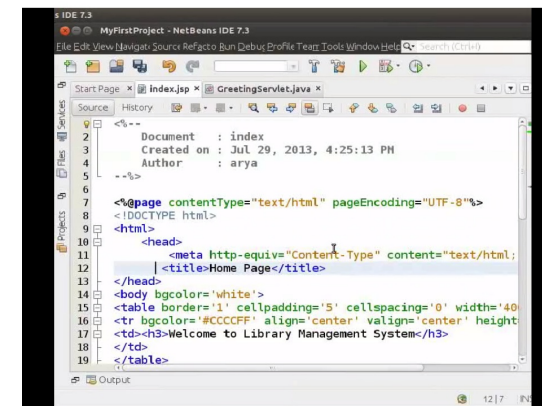 s IDE 7.3
MyFirstProject - NetBeans IDE 7.3
File Edit View Navigate Source Refacto Run Debug Profile Team Tools Window Help Search (Ctrl+I)
Start Page index.jsp GreetingServlet.java
Source History
Services
Files
Projects
<%--
2 Document : index
3 Created on : Jul 29, 2013, 4:25:13 PM
4 Author : arya
5 --%>
6
7 <%@page contentType="text/html" pageEncoding="UTF-8"%>
8 <!DOCTYPE html>
9 <html>
10 <head>
11 <meta http-equiv="Content-Type" content="text/html;
12 <title>Home Page</title>
13 </head>
14 <body bgcolor='white'>
15 <table border='1' cellpadding='5' cellspacing='0' width='40
16 <tr bgcolor='#CCCCFF' align='center' valign='center' height
17 <td><h3>Welcome to Library Management System</h3>
18 </td>
19 </table>
Output
12|7 INS